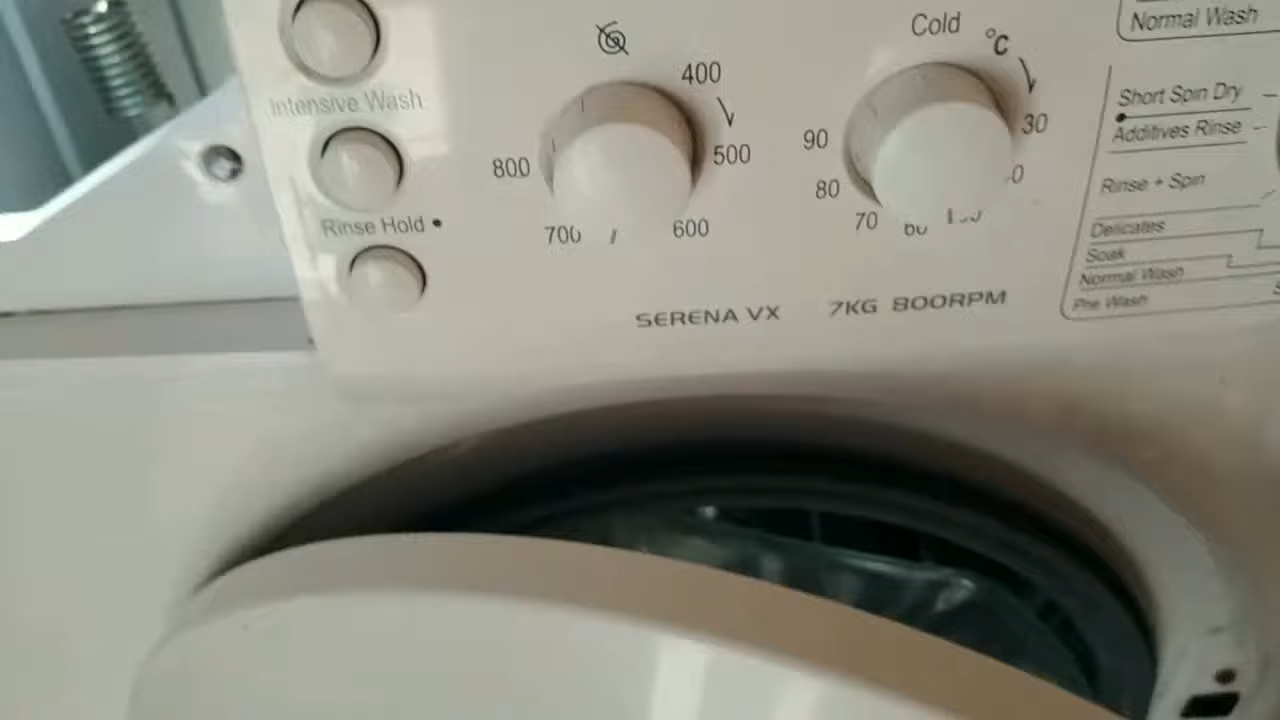 Intensive Wash
Rinse Hold
400
500
600
700
800
Cold
°C
30
70
80
90
SERENA VX
7KG 800RPM
Normal Wash
Short Spin Dry
Additives Rinse
Rinse + Spin
Delicates
Soak
Normal Wash
Pre Wash